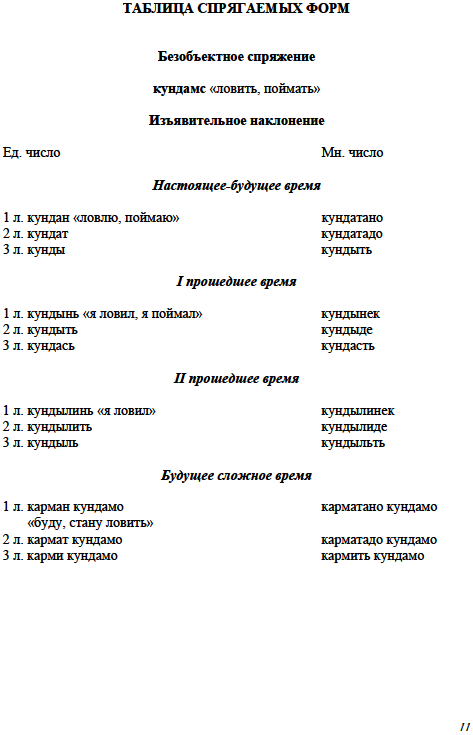 ТАБЛИЦА СПРЯГАЕМЫХ ФОРМ
Безобъектное спряжение
кундамс «ловить, поймать»
Изъявительное наклонение
Ед. число Мн. число
Настоящее-будущее время
1 л. кундан «ловлю, поймаю» кундатано
2 л. кундат кундатадо
3 л. кунды кундыть
I прошедшее время
1 л. кундынь «я ловил, я поймал» кундынек
2 л. кундыть кундыде
3 л. кундась кундасть
II прошедшее время
1 л. кундылинь «я ловил» кундылинек
2 л. кундылить кундылиде
3 л. кундыль кундыльть
Будущее сложное время
1 л. карман кундамо карматано кундамо
«буду, стану ловить»
2 л. кармат кундамо карматадо кундамо
3 л. карми кундамо кармить кундамо
11